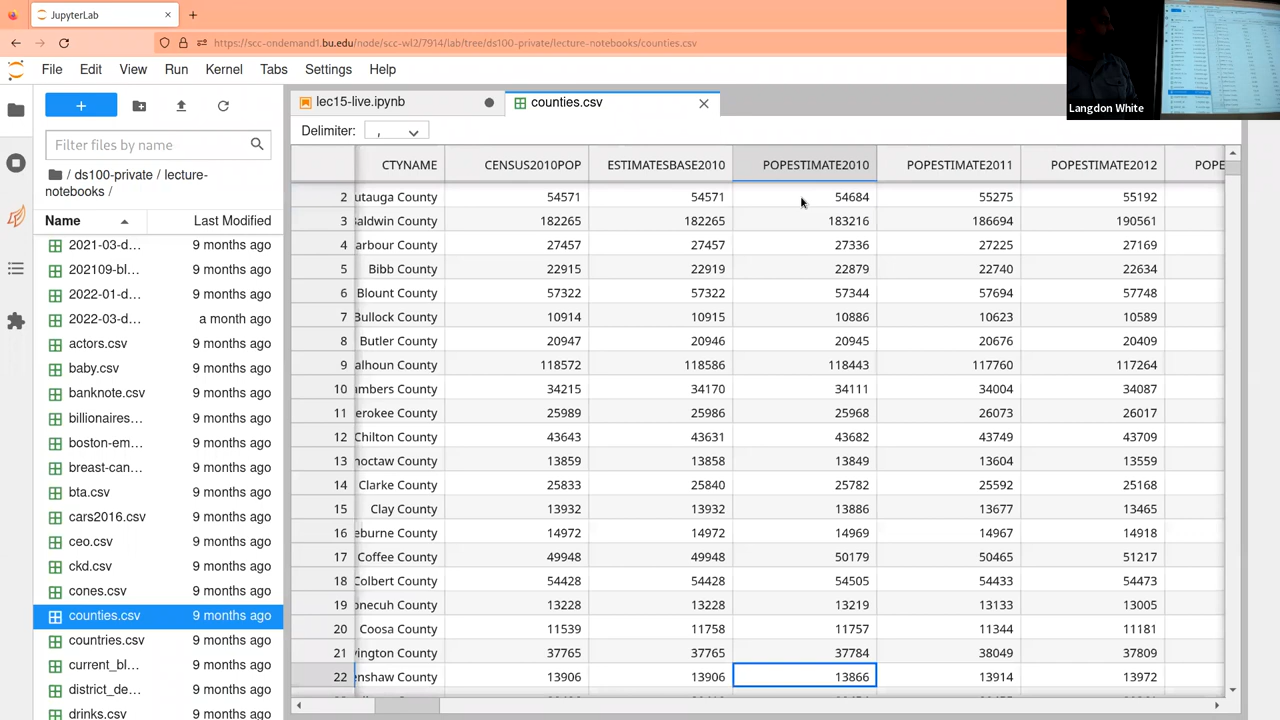 JupyterLab
https://scc-ondemand1.bu.edu/node/scc-wl2/7914/lab/tree/ds100-private/lecture-notebooks/counties.csv
File Edit View Run Kernel Tabs Settings Help
Langdon White
lec15-live.ipynb
counties.csv
Delimiter:
Filter files by name
/ ds100-private / lecture-
notebooks /
Name Last Modified
2021-03-d... 9 months ago
202109-bl... 9 months ago
2022-01-d... 9 months ago
2022-03-d... a month ago
actors.csv 9 months ago
baby.csv 9 months ago
banknote.csv 9 months ago
billionaires... 9 months ago
boston-em... 9 months ago
breast-can... 9 months ago
bta.csv 9 months ago
cars2016.csv 9 months ago
ceo.csv 9 months ago
ckd.csv 9 months ago
cones.csv 9 months ago
counties.csv 9 months ago
countries.csv 9 months ago
current_bl... 9 months ago
district_de... 9 months ago
drinks.csv 9 months ago
CTYNAME CENSUS2010POP ESTIMATESBASE2010 POPESTIMATE2010 POPESTIMATE2011 POPESTIMATE2012 POPE
2 utauga County 54571 54571 54684 55275 55192
3 aldwin County 182265 182265 183216 186694 190561
4 arbour County 27457 27457 27336 27225 27169
5 Bibb County 22915 22919 22879 22740 22634
6 Blount County 57322 57322 57344 57694 57748
7 Bullock County 10914 10915 10886 10623 10589
8 Butler County 20947 20946 20945 20676 20409
9 alhoun County 118572 118586 118443 117760 117264
10 ambers County 34215 34170 34111 34004 34087
11 erokee County 25989 25986 25968 26073 26017
12 Chilton County 43643 43631 43682 43749 43709
13 hoctaw County 13859 13858 13849 13604 13559
14 Clarke County 25833 25840 25782 25592 25168
15 Clay County 13932 13932 13886 13677 13465
16 eburne County 14972 14972 14969 14967 14918
17 Coffee County 49948 49948 50179 50465 51217
18 Colbert County 54428 54428 54505 54433 54473
19 onecuh County 13228 13228 13219 13133 13005
20 Coosa County 11539 11758 11757 11344 11181
21 vington County 37765 37765 37784 38049 37809
22 enshaw County 13906 13906 13866 13914 13972